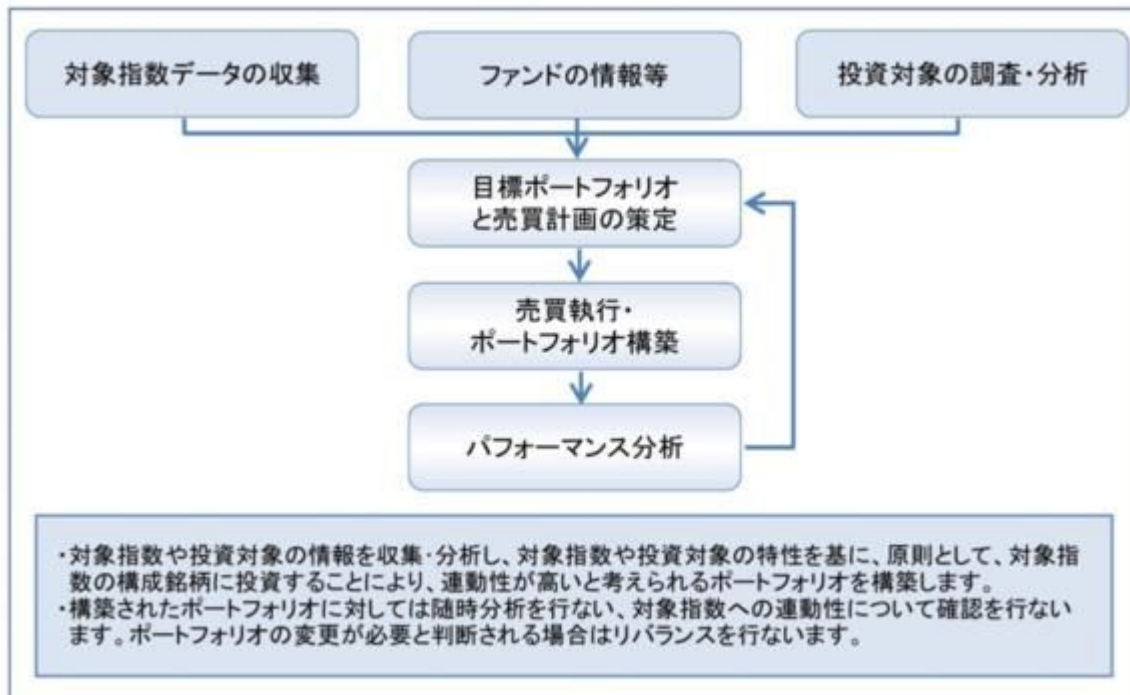 対象指数データの収集
ファンドの情報等
投資対象の調査・分析
目標ポートフォリオ
と売買計画の策定
売買執行・
ポートフォリオ構築
パフォーマンス分析
・対象指数や投資対象の情報を収集・分析し、対象指数や投資対象の特性を基に、原則として、対象指
数の構成銘柄に投資することにより、連動性が高いと考えられるポートフォリオを構築します。
・構築されたポートフォリオに対しては随時分析を行ない、対象指数への連動性について確認を行ない
ます。ポートフォリオの変更が必要と判断される場合はリバランスを行ないます。